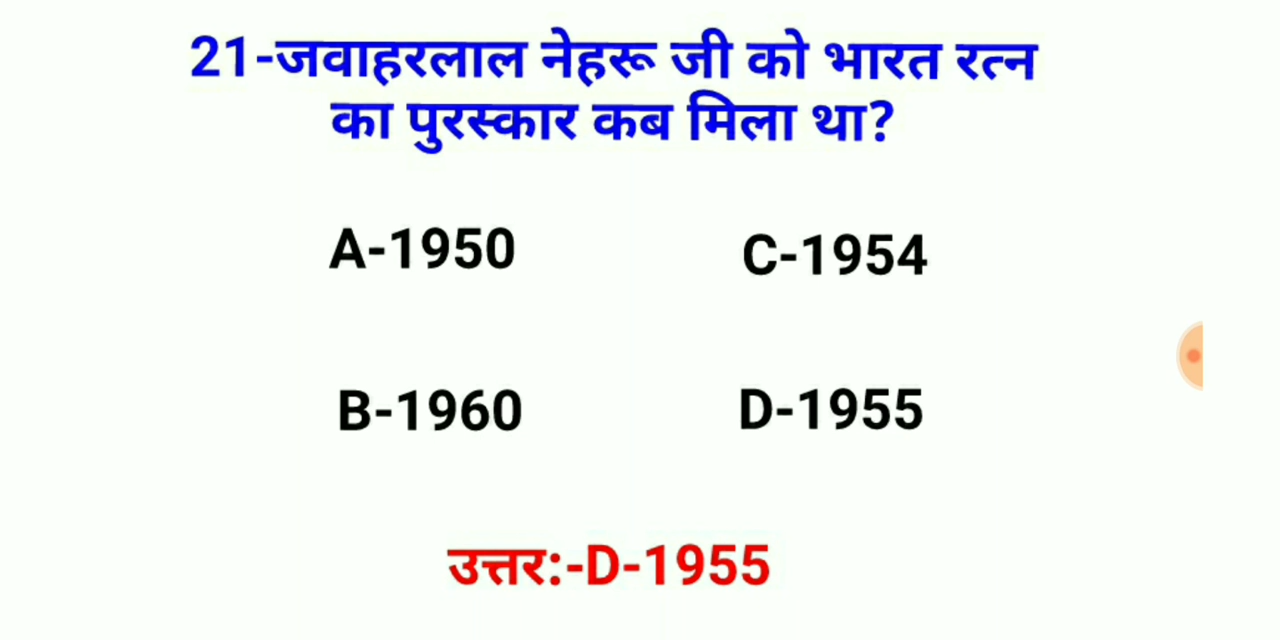 21-जवाहरलाल नेहरू जी को भारत रत्न
का पुरस्कार कब मिला था?
A-1950
C-1954
B-1960
D-1955
उत्तर:-D-1955